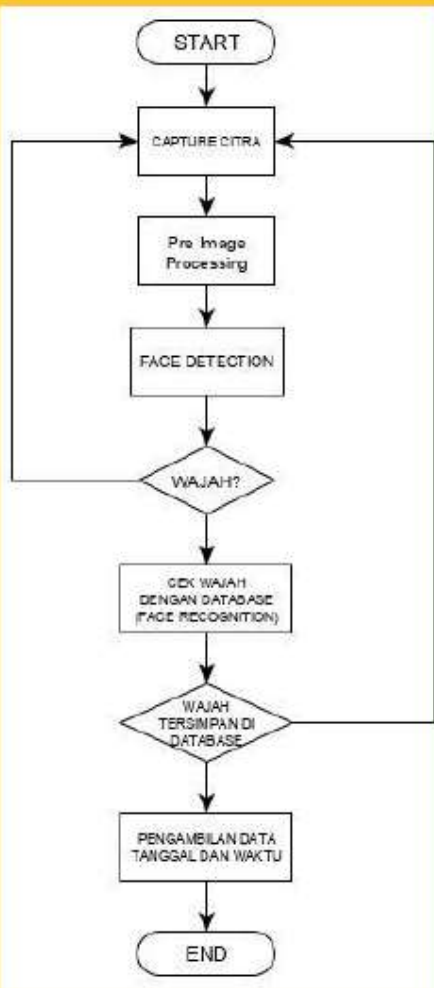 START
CAPTURE CITRA
Pre Image
Processing
FACE DETECTION
WAJAH?
CEK WAJAH
DENGAN DATABASE
(FACE RECOGNITION)
WAJAH
TERSIMPAN DI
DATABASE
PENGAMBILAN DATA
TANGGAL DAN WAKTU
END